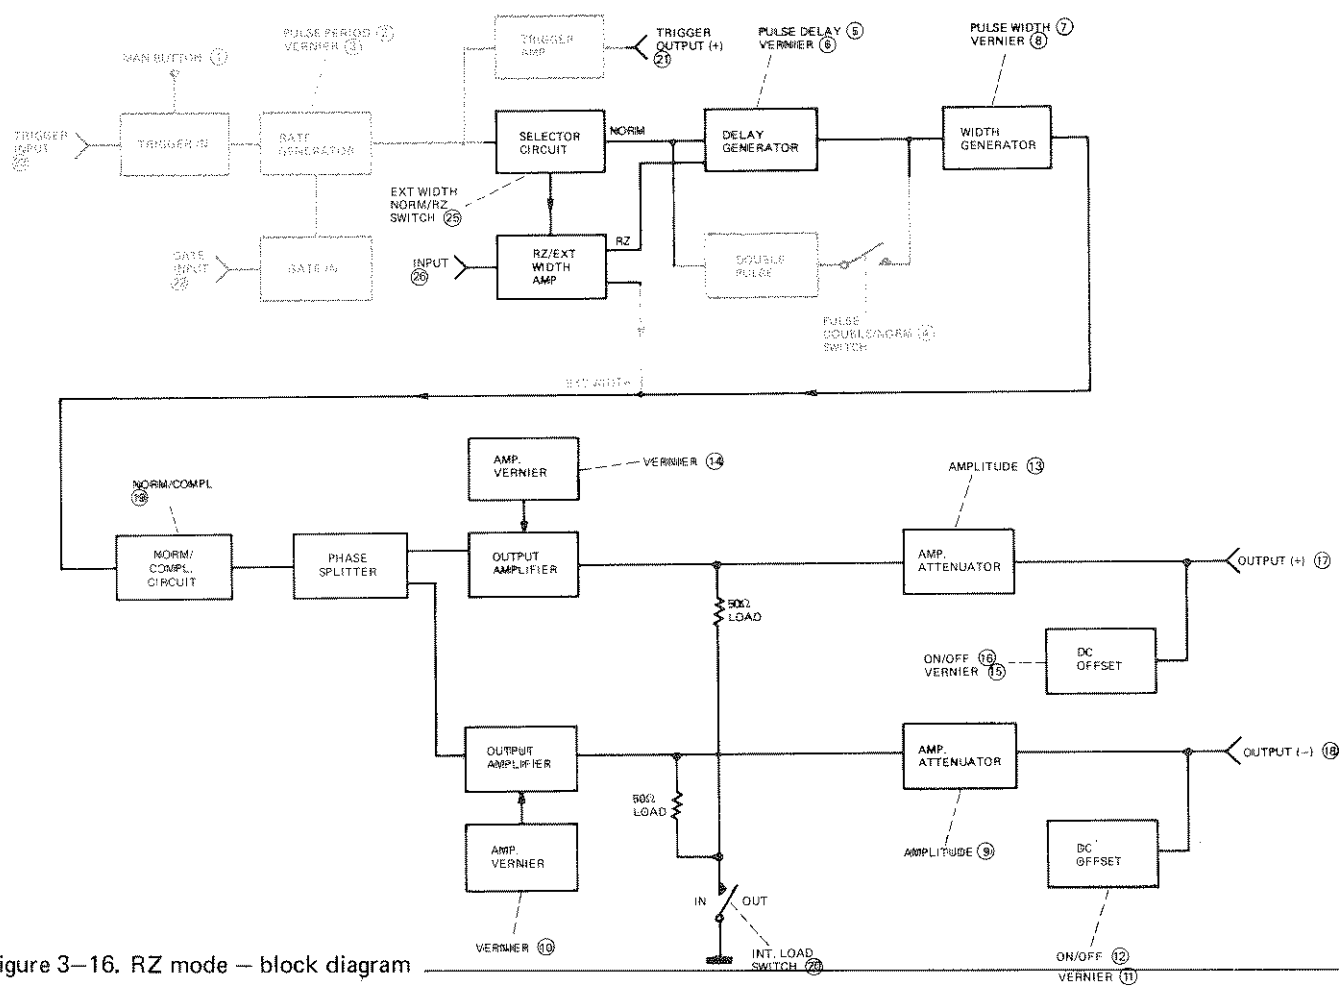 PULSE PERIOD ②
VERNIER ③
MAN BUTTON ①
TRIGGER
AMP
TRIGGER
OUTPUT (+)
㉑
PULSE DELAY ⑤
VERNIER ⑥
PULSE WIDTH ⑦
VERNIER ⑧
TRIGGER
INPUT
TRIGGER IN
RATE
GENERATOR
SELECTOR
CIRCUIT
NORM
DELAY
GENERATOR
WIDTH
GENERATOR
EXT WIDTH
NORM/RZ
SWITCH ㉕
GATE
INPUT
GATE IN
INPUT
㉖
RZ/EXT
WIDTH
AMP
RZ
DOUBLE
PULSE
PULSE
DOUBLE/NORM ④
SWITCH
EXT WIDTH
AMP.
VERNIER
VERNIER ⑭
AMPLITUDE ⑬
NORM/COMPL
⑲
NORM/
COMPL.
CIRCUIT
PHASE
SPLITTER
OUTPUT
AMPLIFIER
AMP.
ATTENUATOR
OUTPUT (+) ⑰
50Ω
LOAD
ON/OFF ⑯
VERNIER ⑮
DC
OFFSET
OUTPUT
AMPLIFIER
AMP.
ATTENUATOR
OUTPUT (−) ⑱
50Ω
LOAD
AMP.
VERNIER
AMPLITUDE ⑨
DC
OFFSET
IN OUT
VERNIER ⑩
INT. LOAD
SWITCH ⑳
ON/OFF ⑫
VERNIER ⑪
igure 3–16. RZ mode – block diagram